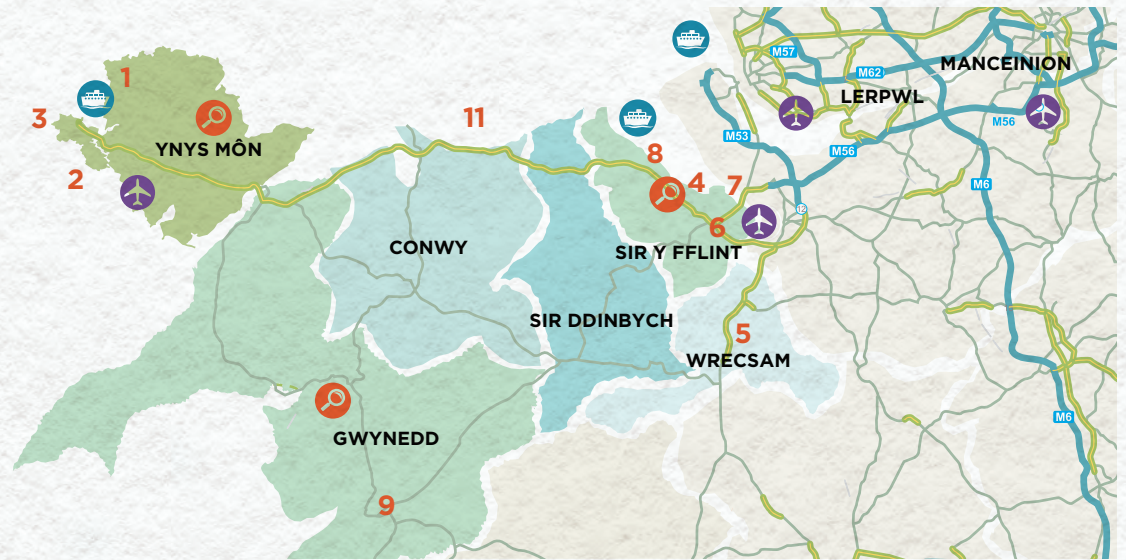 MANCEINION
M57
M62
LERPWL
M56
M53
M56
M6
1
3
11
YNYS MÔN
2
8
4
7
12
6
CONWY
SIR Y FFLINT
SIR DDINBYCH
5
WRECSAM
M6
GWYNEDD
9